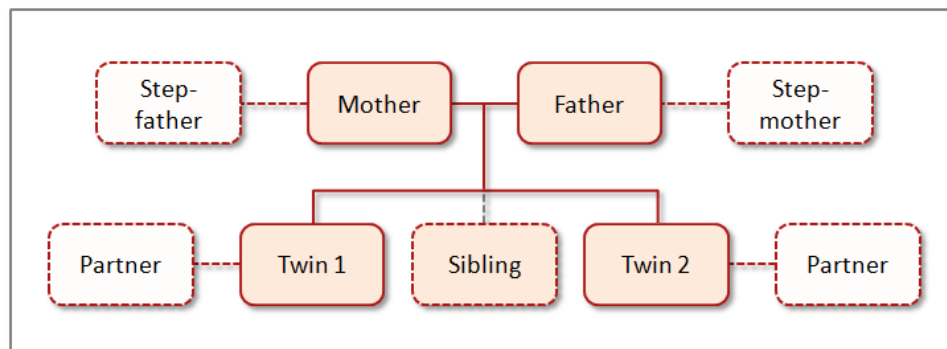 Step-
father
Mother
Father
Step-
mother
Partner
Twin 1
Sibling
Twin 2
Partner